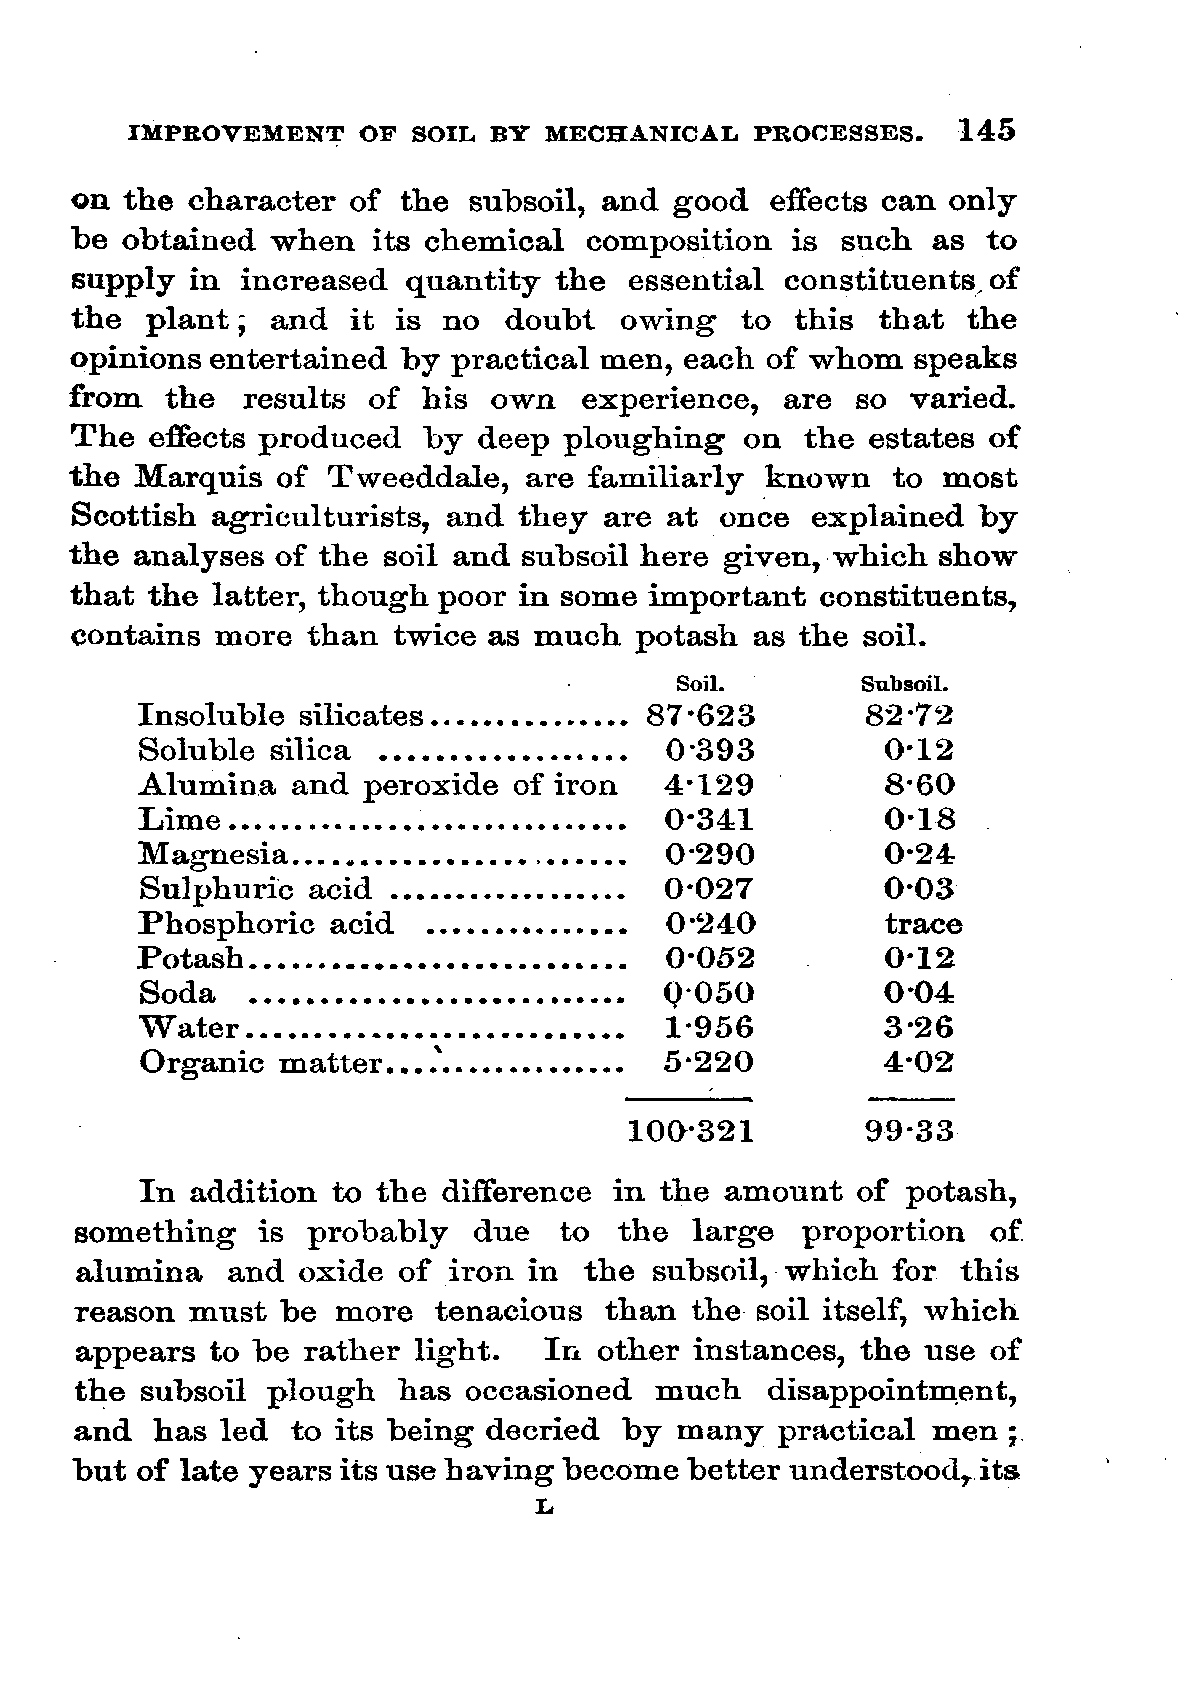 IMPROVEMENT OF SOIL BY MECHANICAL PROCESSES. 145
on the character of the subsoil, and good effects can only
be obtained when its chemical composition is such as to
supply in increased quantity the essential constituents of
the plant; and it is no doubt owing to this that the
opinions entertained by practical men, each of whom speaks
from the results of his own experience, are so varied.
The effects produced by deep ploughing on the estates of
the Marquis of Tweeddale, are familiarly known to most
Scottish agriculturists, and they are at once explained by
the analyses of the soil and subsoil here given, which show
that the latter, though poor in some important constituents,
contains more than twice as much potash as the soil.
Soil. Subsoil.
Insoluble silicates............... 87·623 82·72
Soluble silica .................. 0·393 0·12
Alumina and peroxide of iron 4·129 8·60
Lime.............................. 0·341 0·18
Magnesia......................... 0·290 0·24
Sulphuric acid .................. 0·027 0·03
Phosphoric acid ............... 0·240 trace
Potash............................ 0·052 0·12
Soda ............................ 0·050 0·04
Water............................ 1·956 3·26
Organic matter.................. 5·220 4·02
100·321 99·33
In addition to the difference in the amount of potash,
something is probably due to the large proportion of
alumina and oxide of iron in the subsoil, which for this
reason must be more tenacious than the soil itself, which
appears to be rather light. In other instances, the use of
the subsoil plough has occasioned much disappointment,
and has led to its being decried by many practical men;
but of late years its use having become better understood, its
L